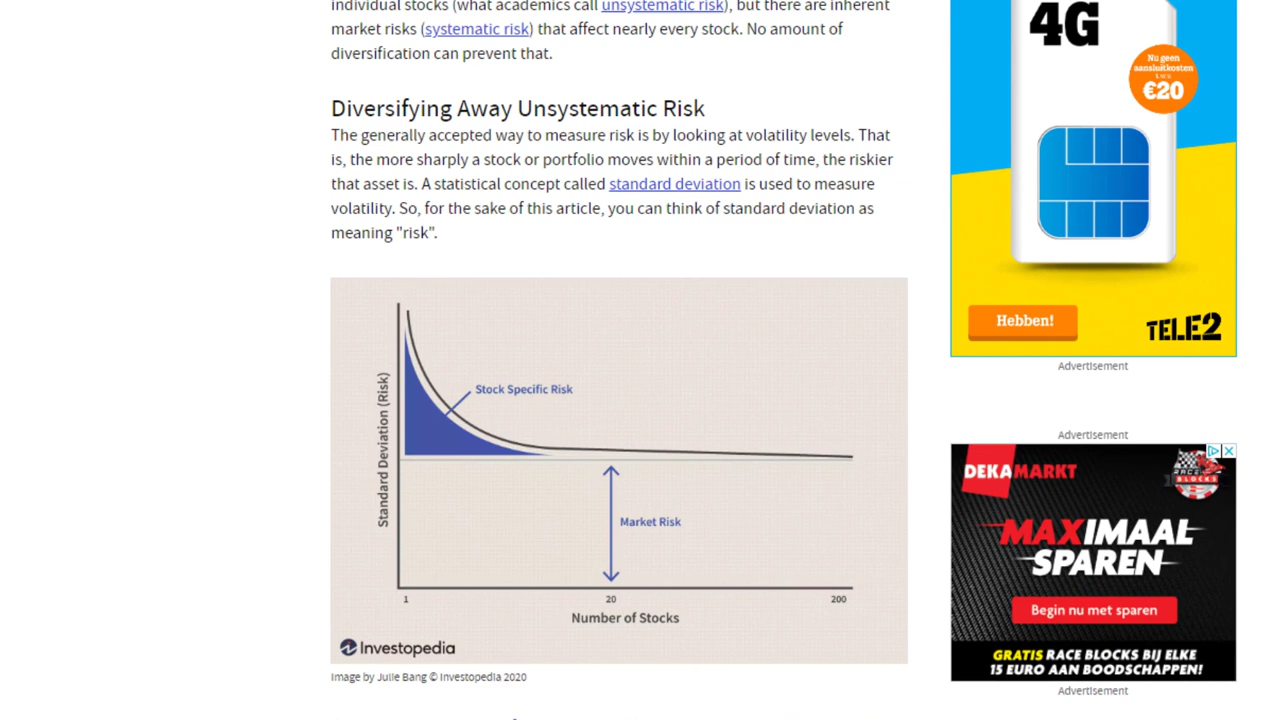 individual stocks (what academics call unsystematic risk), but there are inherent
market risks (systematic risk) that affect nearly every stock. No amount of
diversification can prevent that.
Diversifying Away Unsystematic Risk
The generally accepted way to measure risk is by looking at volatility levels. That
is, the more sharply a stock or portfolio moves within a period of time, the riskier
that asset is. A statistical concept called standard deviation is used to measure
volatility. So, for the sake of this article, you can think of standard deviation as
meaning "risk".
Standard Deviation (Risk)
Stock Specific Risk
Market Risk
1 20 200
Number of Stocks
Investopedia
Image by Julie Bang © Investopedia 2020
4G
Nu geen
aansluitkosten
t.w.v.
€20
Hebben!
TELE2
Advertisement
Advertisement
DEKAMARKT
RACE
BLOCKS
MAXIMAAL
SPAREN
Begin nu met sparen
GRATIS RACE BLOCKS BIJ ELKE
15 EURO AAN BOODSCHAPPEN!
Advertisement